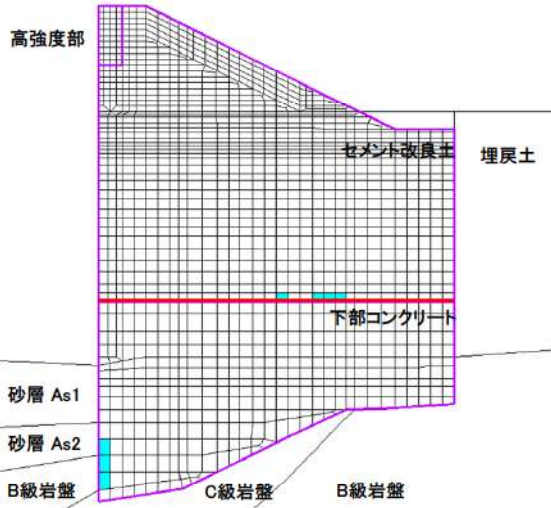 高強度部
セメント改良土
埋戻土
下部コンクリート
砂層 As1
砂層 As2
B級岩盤
C級岩盤
B級岩盤